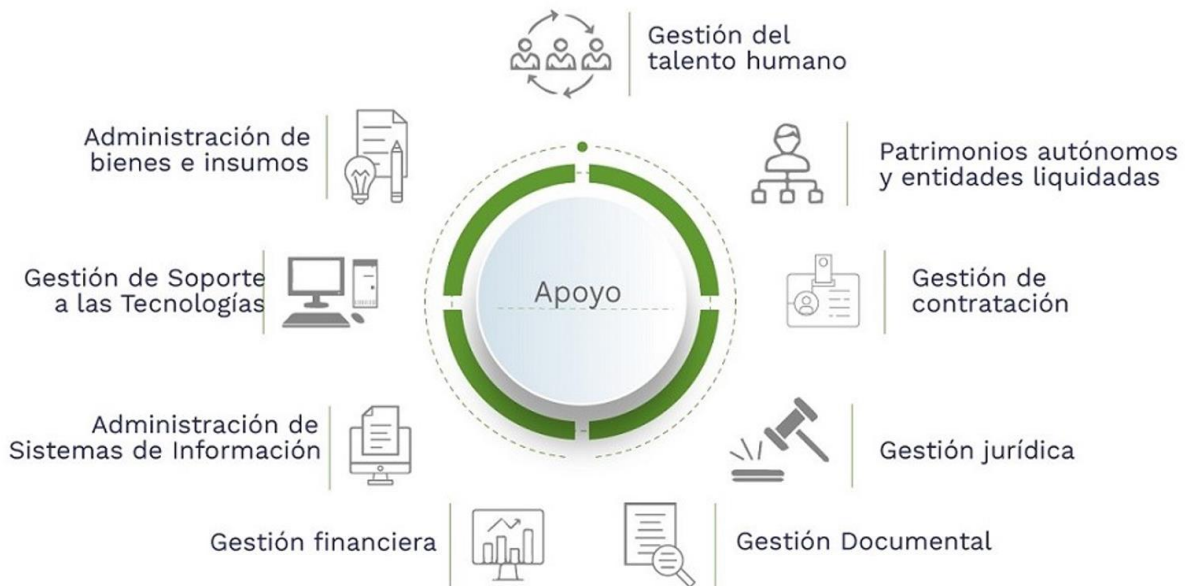 Gestión del
talento humano
Administración de
bienes e insumos
Patrimonios autónomos
y entidades liquidadas
Gestión de Soporte
a las Tecnologías
Apoyo
Gestión de
contratación
Administración de
Sistemas de Información
Gestión jurídica
Gestión financiera
Gestión Documental